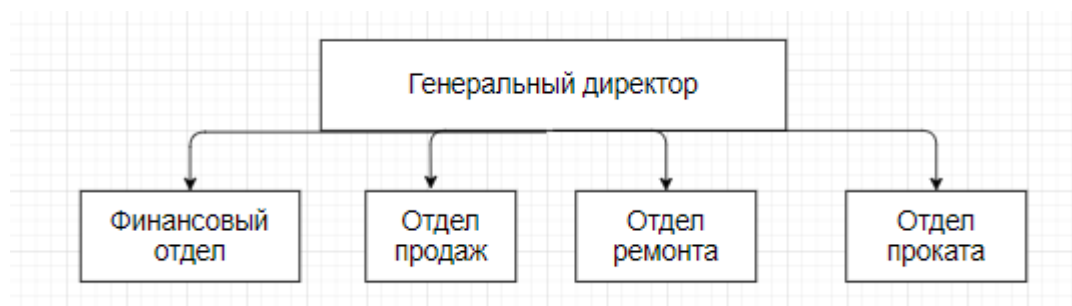 Генеральный директор
Финансовый
отдел
Отдел
продаж
Отдел
ремонта
Отдел
проката